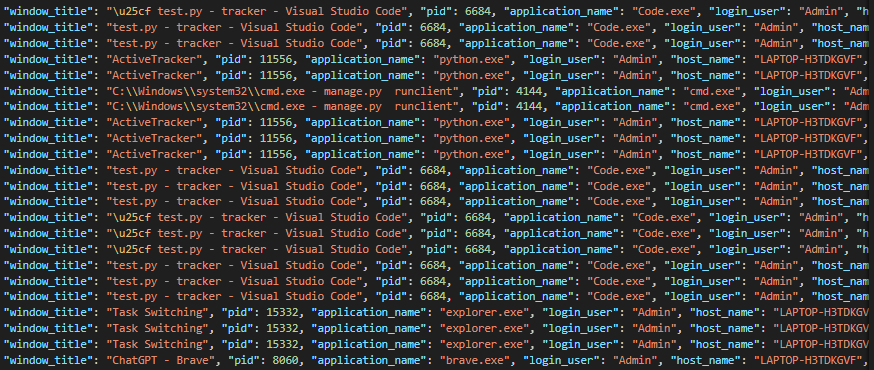 "window_title": "\u25cf test.py - tracker - Visual Studio Code", "pid": 6684, "application_name": "Code.exe", "login_user": "Admin", "h
"window_title": "test.py - tracker - Visual Studio Code", "pid": 6684, "application_name": "Code.exe", "login_user": "Admin", "host_nam
"window_title": "test.py - tracker - Visual Studio Code", "pid": 6684, "application_name": "Code.exe", "login_user": "Admin", "host_nam
"window_title": "ActiveTracker", "pid": 11556, "application_name": "python.exe", "login_user": "Admin", "host_name": "LAPTOP-H3TDKGVF",
"window_title": "ActiveTracker", "pid": 11556, "application_name": "python.exe", "login_user": "Admin", "host_name": "LAPTOP-H3TDKGVF",
"window_title": "C:\\Windows\\system32\\cmd.exe - manage.py  runclient", "pid": 4144, "application_name": "cmd.exe", "login_user": "Adm
"window_title": "C:\\Windows\\system32\\cmd.exe - manage.py  runclient", "pid": 4144, "application_name": "cmd.exe", "login_user": "Adm
"window_title": "ActiveTracker", "pid": 11556, "application_name": "python.exe", "login_user": "Admin", "host_name": "LAPTOP-H3TDKGVF",
"window_title": "ActiveTracker", "pid": 11556, "application_name": "python.exe", "login_user": "Admin", "host_name": "LAPTOP-H3TDKGVF",
"window_title": "ActiveTracker", "pid": 11556, "application_name": "python.exe", "login_user": "Admin", "host_name": "LAPTOP-H3TDKGVF",
"window_title": "test.py - tracker - Visual Studio Code", "pid": 6684, "application_name": "Code.exe", "login_user": "Admin", "host_nam
"window_title": "test.py - tracker - Visual Studio Code", "pid": 6684, "application_name": "Code.exe", "login_user": "Admin", "host_nam
"window_title": "test.py - tracker - Visual Studio Code", "pid": 6684, "application_name": "Code.exe", "login_user": "Admin", "host_nam
"window_title": "\u25cf test.py - tracker - Visual Studio Code", "pid": 6684, "application_name": "Code.exe", "login_user": "Admin", "h
"window_title": "\u25cf test.py - tracker - Visual Studio Code", "pid": 6684, "application_name": "Code.exe", "login_user": "Admin", "h
"window_title": "\u25cf test.py - tracker - Visual Studio Code", "pid": 6684, "application_name": "Code.exe", "login_user": "Admin", "h
"window_title": "test.py - tracker - Visual Studio Code", "pid": 6684, "application_name": "Code.exe", "login_user": "Admin", "host_nam
"window_title": "test.py - tracker - Visual Studio Code", "pid": 6684, "application_name": "Code.exe", "login_user": "Admin", "host_nam
"window_title": "test.py - tracker - Visual Studio Code", "pid": 6684, "application_name": "Code.exe", "login_user": "Admin", "host_nam
"window_title": "Task Switching", "pid": 15332, "application_name": "explorer.exe", "login_user": "Admin", "host_name": "LAPTOP-H3TDKGV
"window_title": "Task Switching", "pid": 15332, "application_name": "explorer.exe", "login_user": "Admin", "host_name": "LAPTOP-H3TDKGV
"window_title": "Task Switching", "pid": 15332, "application_name": "explorer.exe", "login_user": "Admin", "host_name": "LAPTOP-H3TDKGV
"window_title": "ChatGPT - Brave", "pid": 8060, "application_name": "brave.exe", "login_user": "Admin", "host_name": "LAPTOP-H3TDKGVF",